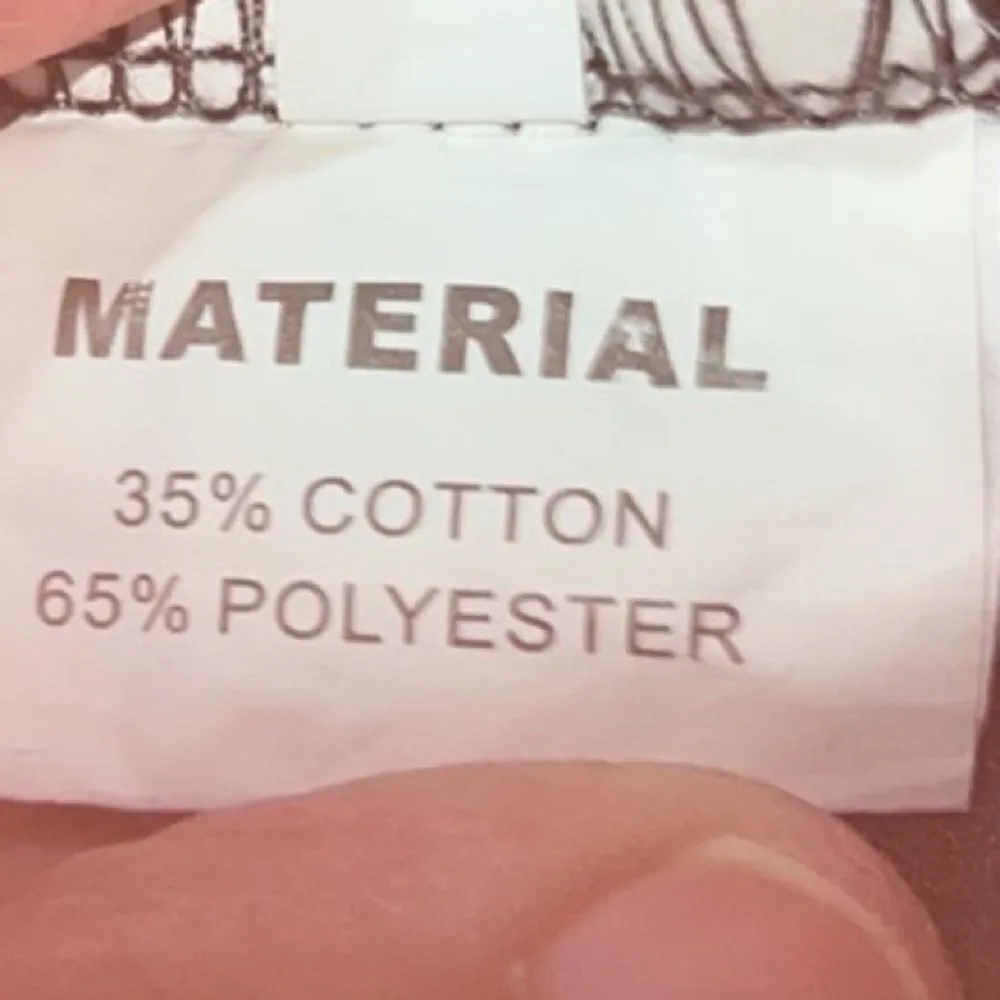 MATERIAL
35% COTTON
65% POLYESTER